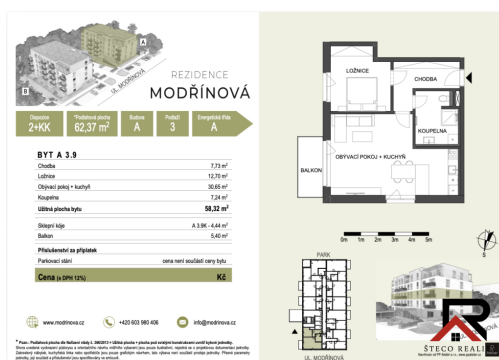 A
B
UL. MODŘÍNOVÁ
REZIDENCE
MODŘÍNOVÁ
Dispozice
2+KK
*Podlahová plocha
62,37 m²
Budova
A
Podlaží
3
Energetická třída
A
BYT A 3.9
Chodba 7,73 m²
Ložnice 12,70 m²
Obývací pokoj + kuchyň 30,65 m²
Koupelna 7,24 m²
Užitná plocha bytu 58,32 m²
Sklepní kóje A 3.9K - 4,44 m²
Balkon 5,40 m²
Příslušenství za příplatek
Parkovací stání cena není součástí ceny bytu
Cena (s DPH 12%) Kč
www.modrinova.cz
+420 603 980 406
info@modrinova.cz
LOŽNICE
CHODBA
KOUPELNA
OBÝVACÍ POKOJ + KUCHYŇ
BALKON
0m 1m 2m 3m 4m 5m
S
PARK
R
ŠTECO REALITY